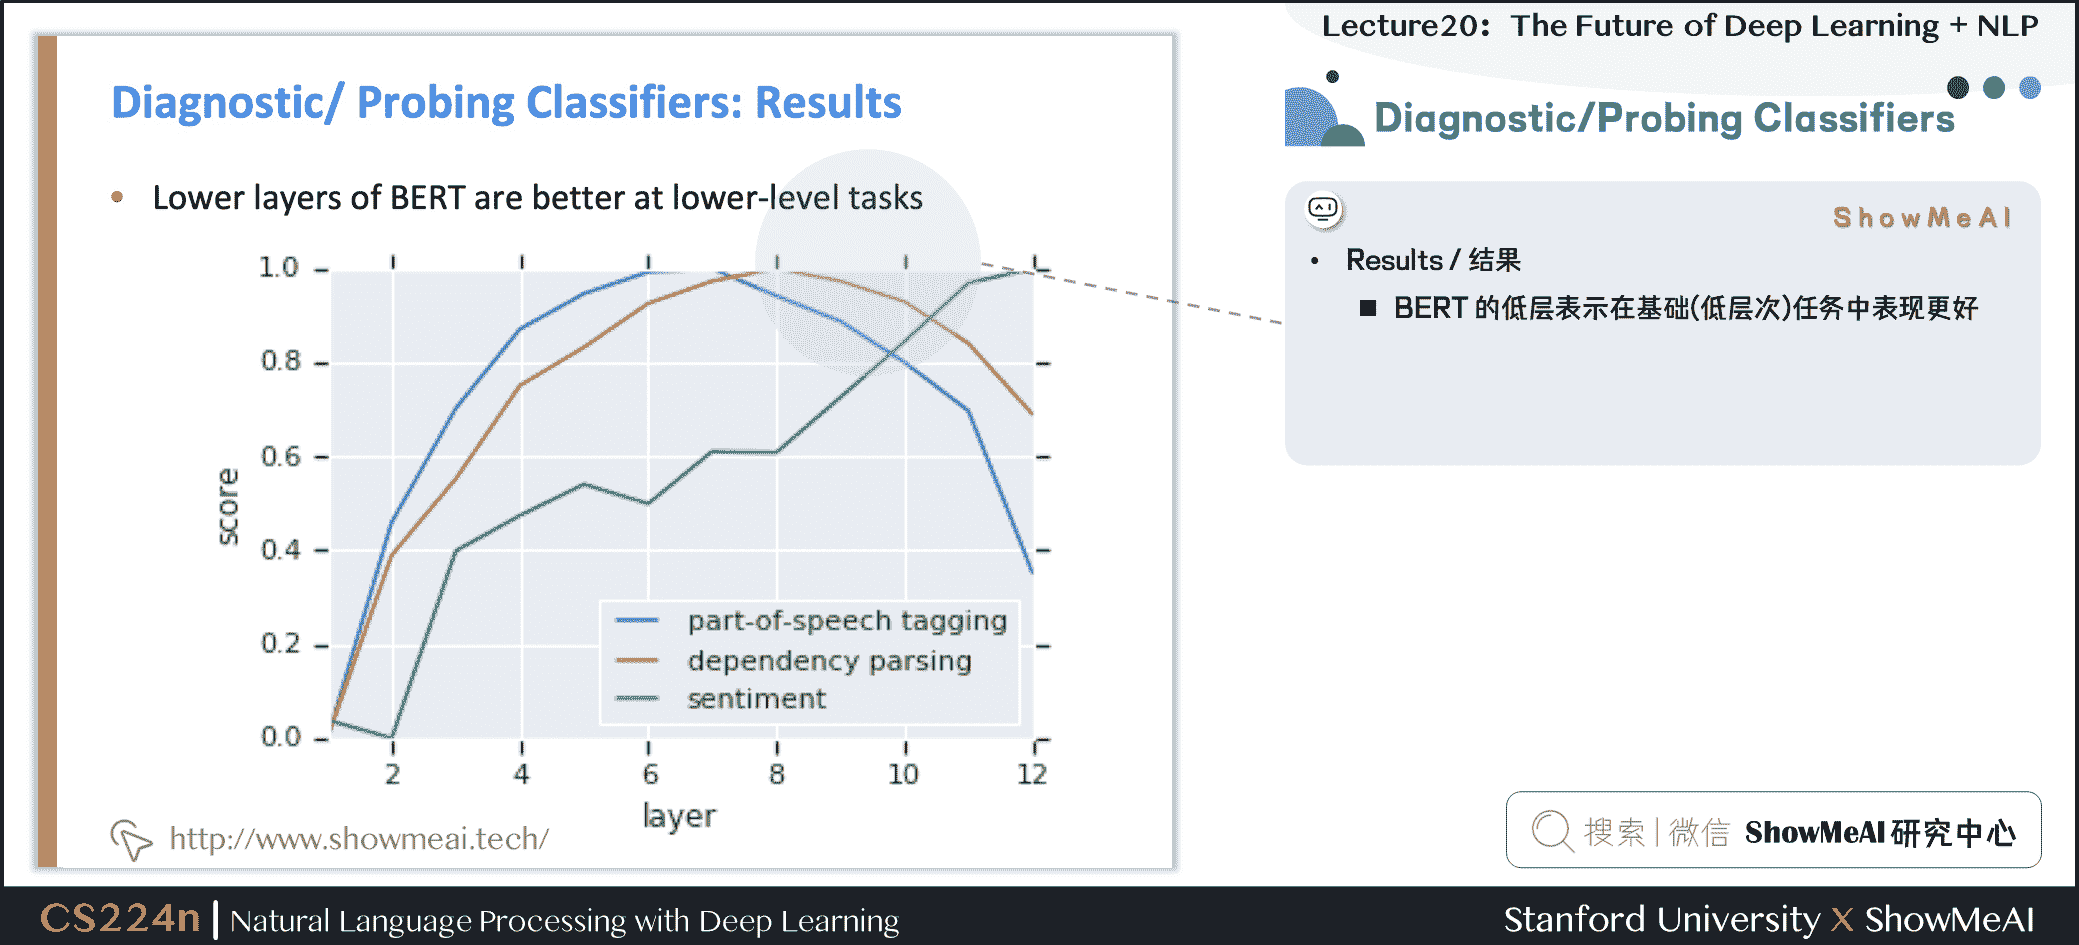 Lecture20: The Future of Deep Learning + NLP
Diagnostic/ Probing Classifiers: Results
• Lower layers of BERT are better at lower-level tasks
1.0
0.8
0.6
0.4
0.2
0.0
score
2 4 6 8 10 12
layer
part-of-speech tagging
dependency parsing
sentiment
http://www.showmeai.tech/
Diagnostic/Probing Classifiers
ShowMeAI
• Results / 结果
■ BERT 的低层表示在基础(低层次)任务中表现更好
搜索 | 微信 ShowMeAI 研究中心
CS224n | Natural Language Processing with Deep Learning
Stanford University X ShowMeAI